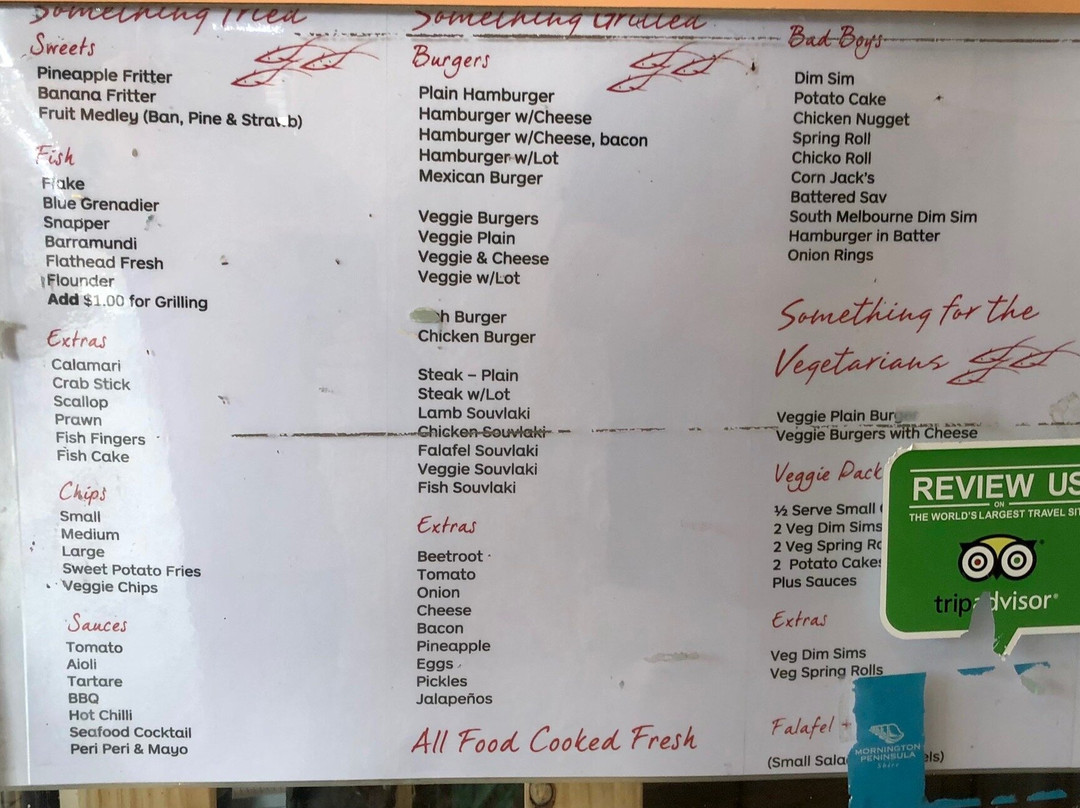 Something Fried
Sweets
Pineapple Fritter
Banana Fritter
Fruit Medley (Ban, Pine & Strawb)
Fish
Flake
Blue Grenadier
Snapper
Barramundi
Flathead Fresh
Flounder
Add $1.00 for Grilling
Extras
Calamari
Crab Stick
Scallop
Prawn
Fish Fingers
Fish Cake
Chips
Small
Medium
Large
Sweet Potato Fries
Veggie Chips
Sauces
Tomato
Aioli
Tartare
BBQ
Hot Chilli
Seafood Cocktail
Peri Peri & Mayo
Something Grilled
Burgers
Plain Hamburger
Hamburger w/Cheese
Hamburger w/Cheese, bacon
Hamburger w/Lot
Mexican Burger
Veggie Burgers
Veggie Plain
Veggie & Cheese
Veggie w/Lot
Burger
Chicken Burger
Steak – Plain
Steak w/Lot
Lamb Souvlaki
Chicken Souvlaki
Falafel Souvlaki
Veggie Souvlaki
Fish Souvlaki
Extras
Beetroot
Tomato
Onion
Cheese
Bacon
Pineapple
Eggs
Pickles
Jalapeños
All Food Cooked Fresh
Bad Boys
Dim Sim
Potato Cake
Chicken Nugget
Spring Roll
Chicko Roll
Corn Jack's
Battered Sav
South Melbourne Dim Sim
Hamburger in Batter
Onion Rings
Something for the
Vegetarians
Veggie Plain Burger
Veggie Burgers with Cheese
Veggie Pack
½ Serve Small
2 Veg Dim Sims
2 Veg Spring
2 Potato Cakes
Plus Sauces
Extras
Veg Dim Sims
Veg Spring Rolls
Falafel +
(Small
REVIEW US
ON
THE WORLD'S LARGEST TRAVEL
tripadvisor®
MORNINGTON
PENINSULA
Shire